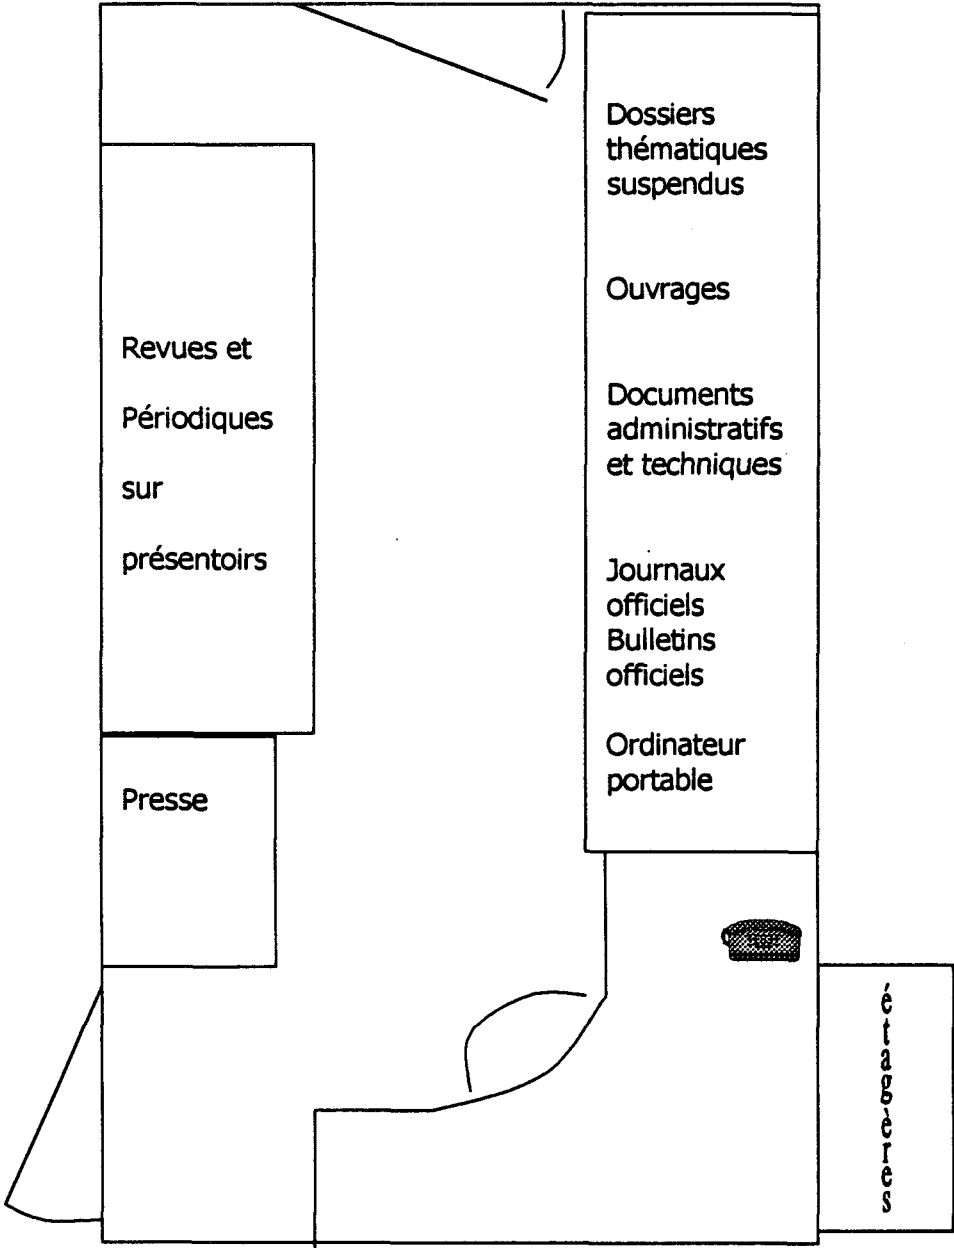 Dossiers
thématiques
suspendus
Ouvrages
Documents
administratifs
et techniques
Journaux
officiels
Bulletins
officiels
Ordinateur
portable
Revues et
Périodiques
sur
présentoirs
Presse
étagères